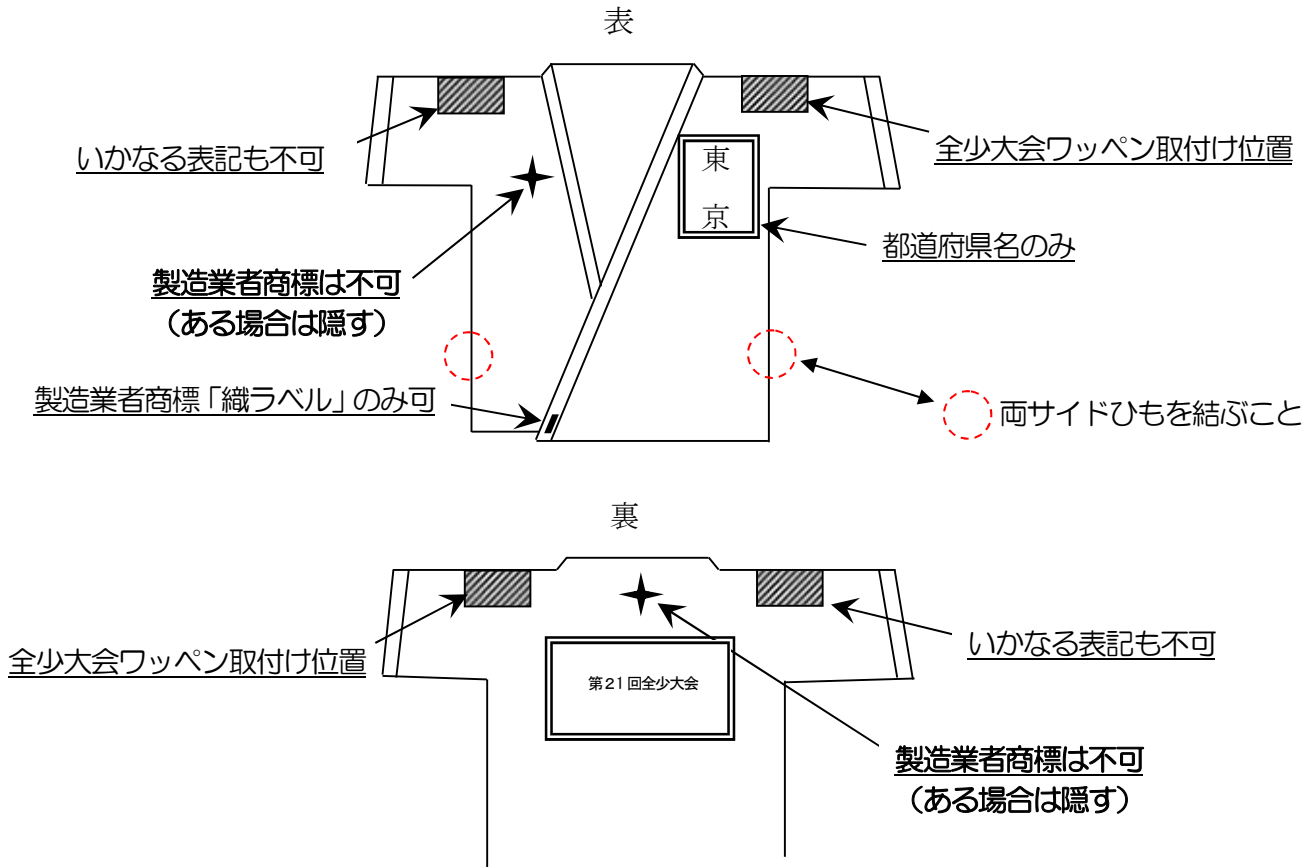 表
いかなる表記も不可
全少大会ワッペン取付け位置
東
京
都道府県名のみ
製造業者商標は不可
（ある場合は隠す）
製造業者商標「織ラベル」のみ可
両サイドひもを結ぶこと
裏
全少大会ワッペン取付け位置
いかなる表記も不可
第21回全少大会
製造業者商標は不可
（ある場合は隠す）